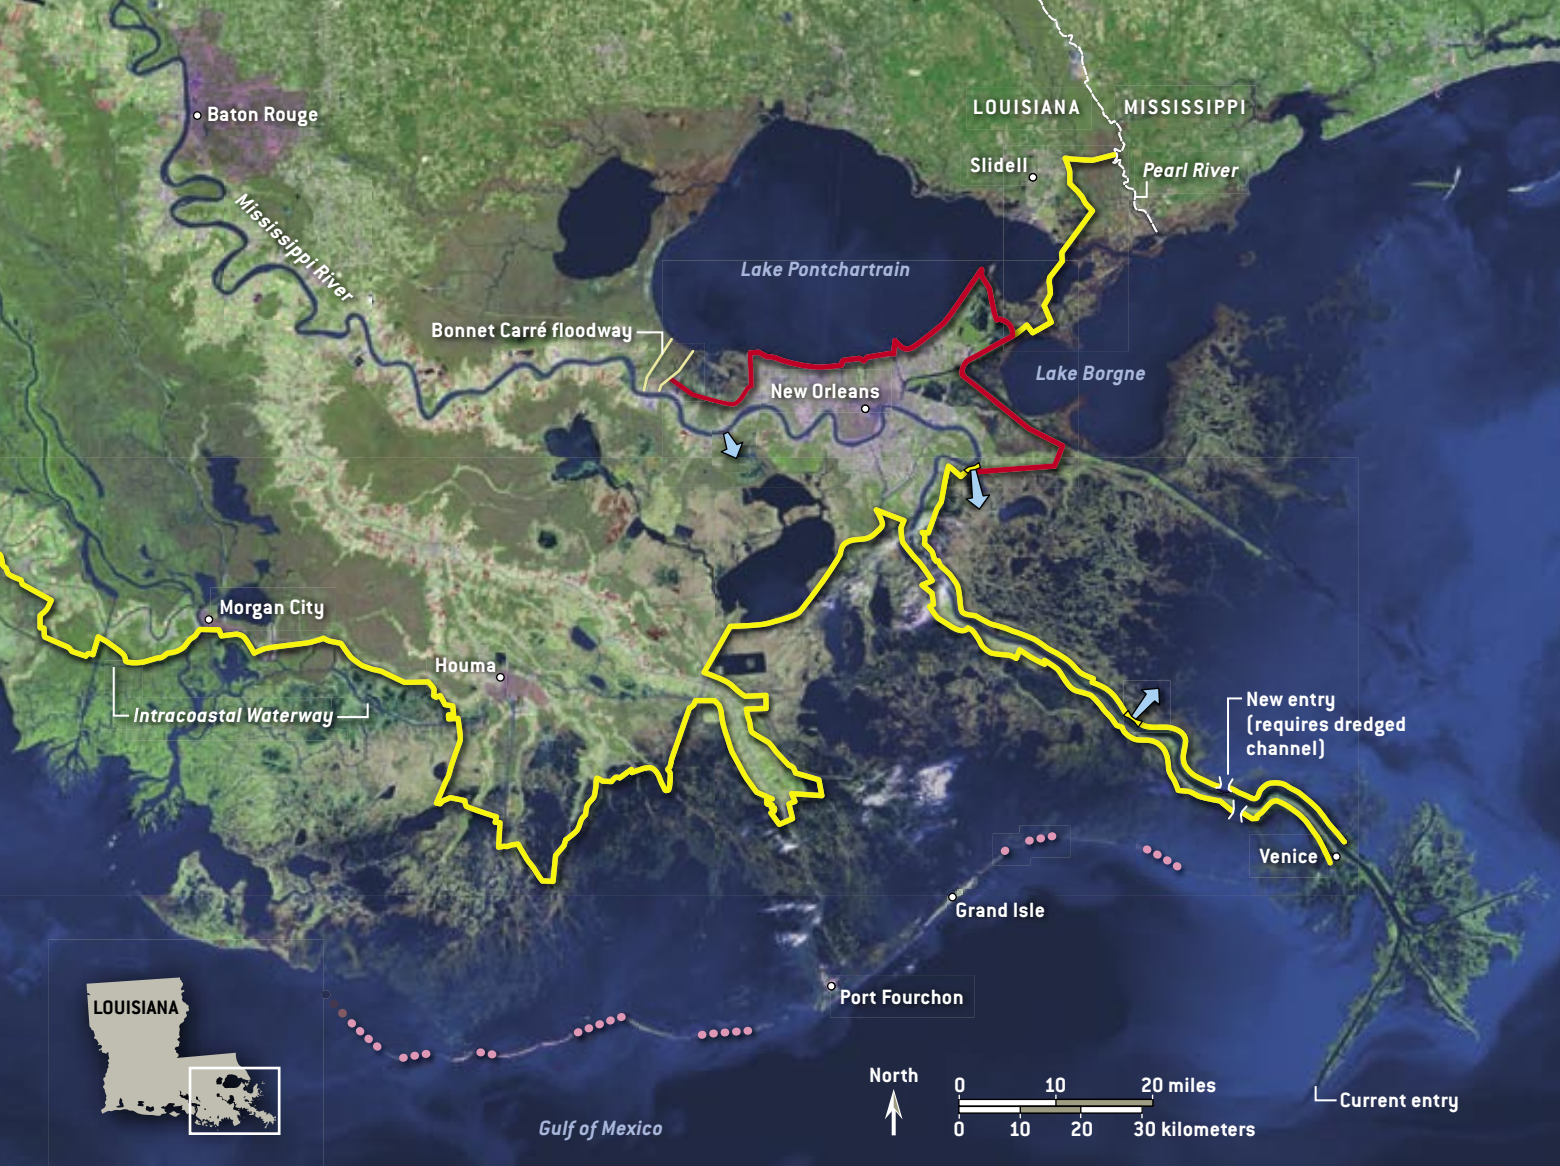 LOUISIANA
MISSISSIPPI
Baton Rouge
Slidell
Pearl River
Mississippi River
Lake Pontchartrain
Bonnet Carré floodway
Lake Borgne
New Orleans
Morgan City
Houma
Intracoastal Waterway
New entry
(requires dredged
channel)
Venice
Grand Isle
Port Fourchon
LOUISIANA
North
0 10 20 miles
0 10 20 30 kilometers
Current entry
Gulf of Mexico